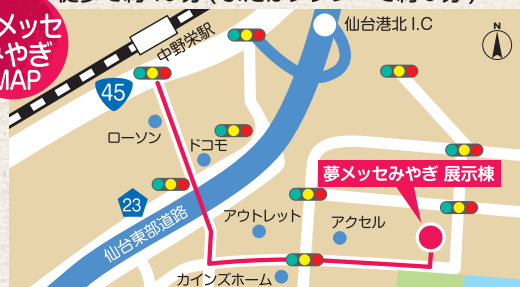 メッセ
みやぎ
MAP
中野栄駅
仙台港北 I.C
N
45
ローソン
ドコモ
23
仙台東部道路
夢メッセみやぎ 展示棟
アウトレット
アクセル
カインズホーム